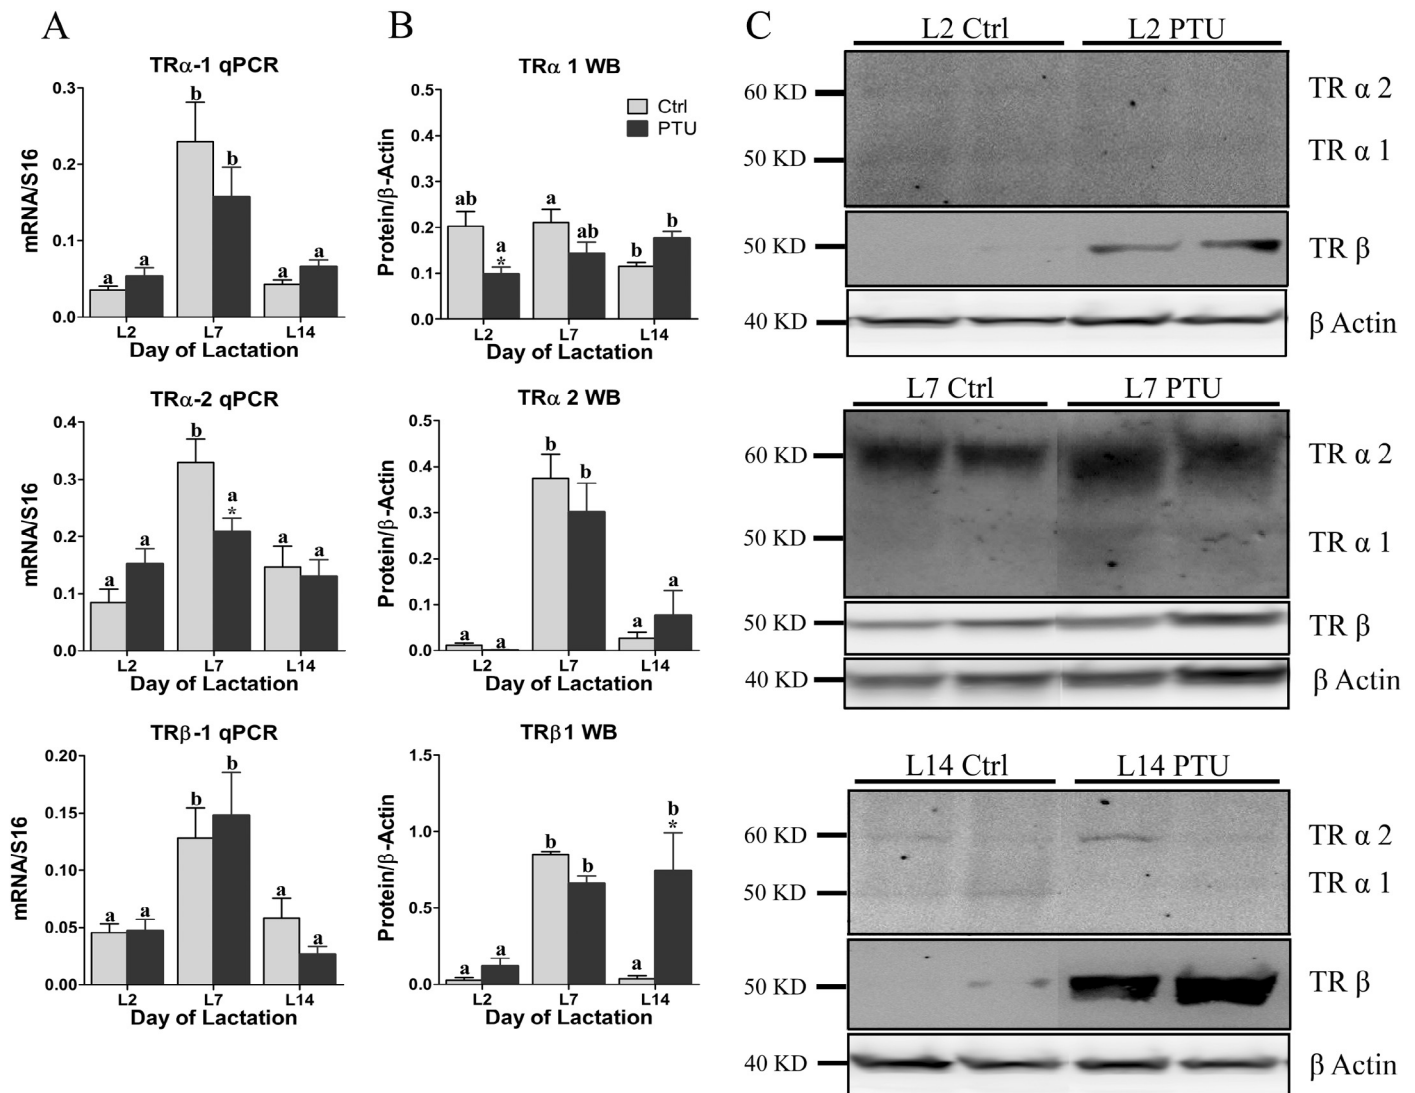 A
TRα-1 qPCR
mRNA/S16
0.3
0.2
0.1
0.0
a
a
b
b
a
a
L2
L7
L14
Day of Lactation
TRα-2 qPCR
mRNA/S16
0.4
0.3
0.2
0.1
0.0
a
a
b
a
*
a
a
L2
L7
L14
Day of Lactation
TRβ-1 qPCR
mRNA/S16
0.20
0.15
0.10
0.05
0.00
a
a
b
b
a
a
L2
L7
L14
Day of Lactation
B
TRα 1 WB
Ctrl
PTU
Protein/β-Actin
0.5
0.4
0.3
0.2
0.1
0.0
ab
a
*
a
ab
b
b
L2
L7
L14
Day of Lactation
TRα 2 WB
Protein/β-Actin
0.5
0.4
0.3
0.2
0.1
0.0
a
a
b
b
a
a
L2
L7
L14
Day of Lactation
TRβ1 WB
Protein/β-Actin
1.5
1.0
0.5
0.0
a
a
b
b
a
b
*
L2
L7
L14
Day of Lactation
C
L2 Ctrl
L2 PTU
60 KD
TR α 2
50 KD
TR α 1
50 KD
TR β
40 KD
β Actin
L7 Ctrl
L7 PTU
60 KD
TR α 2
50 KD
TR α 1
50 KD
TR β
40 KD
β Actin
L14 Ctrl
L14 PTU
60 KD
TR α 2
50 KD
TR α 1
50 KD
TR β
40 KD
β Actin